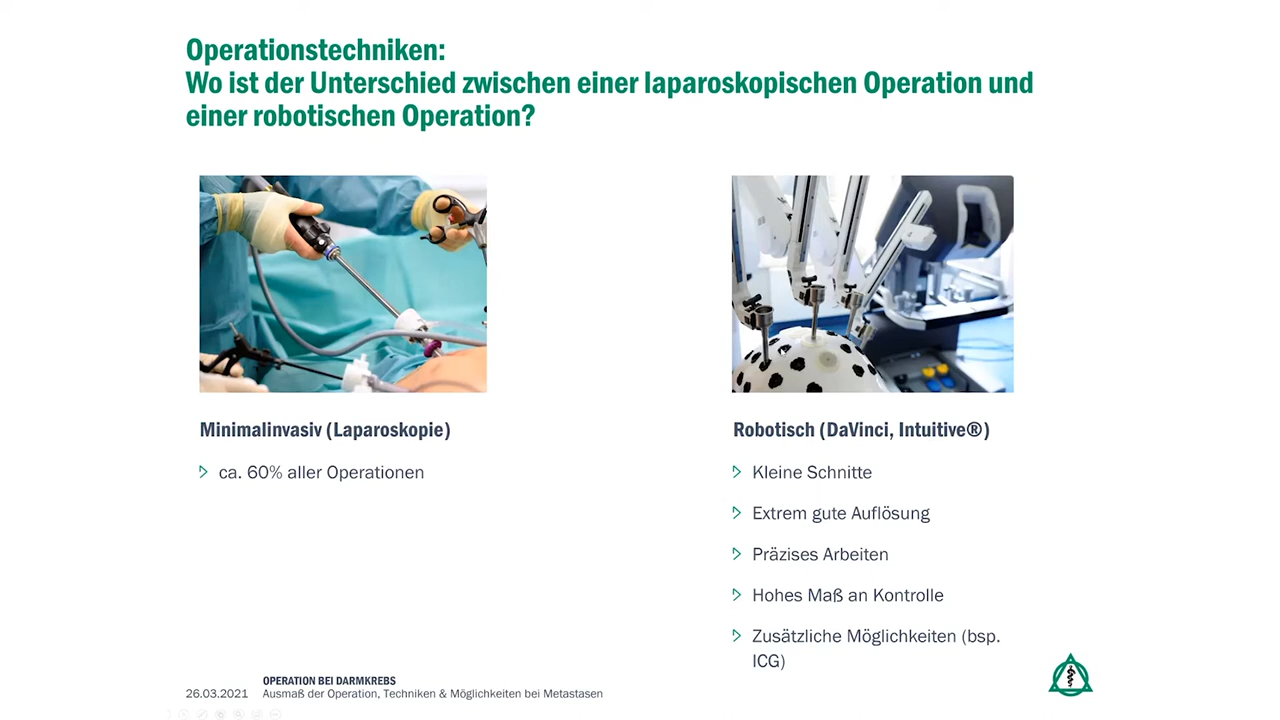 Operationstechniken:
Wo ist der Unterschied zwischen einer laparoskopischen Operation und
einer robotischen Operation?
Minimalinvasiv (Laparoskopie)
ca. 60% aller Operationen
Robotisch (DaVinci, Intuitive®)
Kleine Schnitte
Extrem gute Auflösung
Präzises Arbeiten
Hohes Maß an Kontrolle
Zusätzliche Möglichkeiten (bsp.
ICG)
OPERATION BEI DARMKREBS
26.03.2021 Ausmaß der Operation, Techniken & Möglichkeiten bei Metastasen